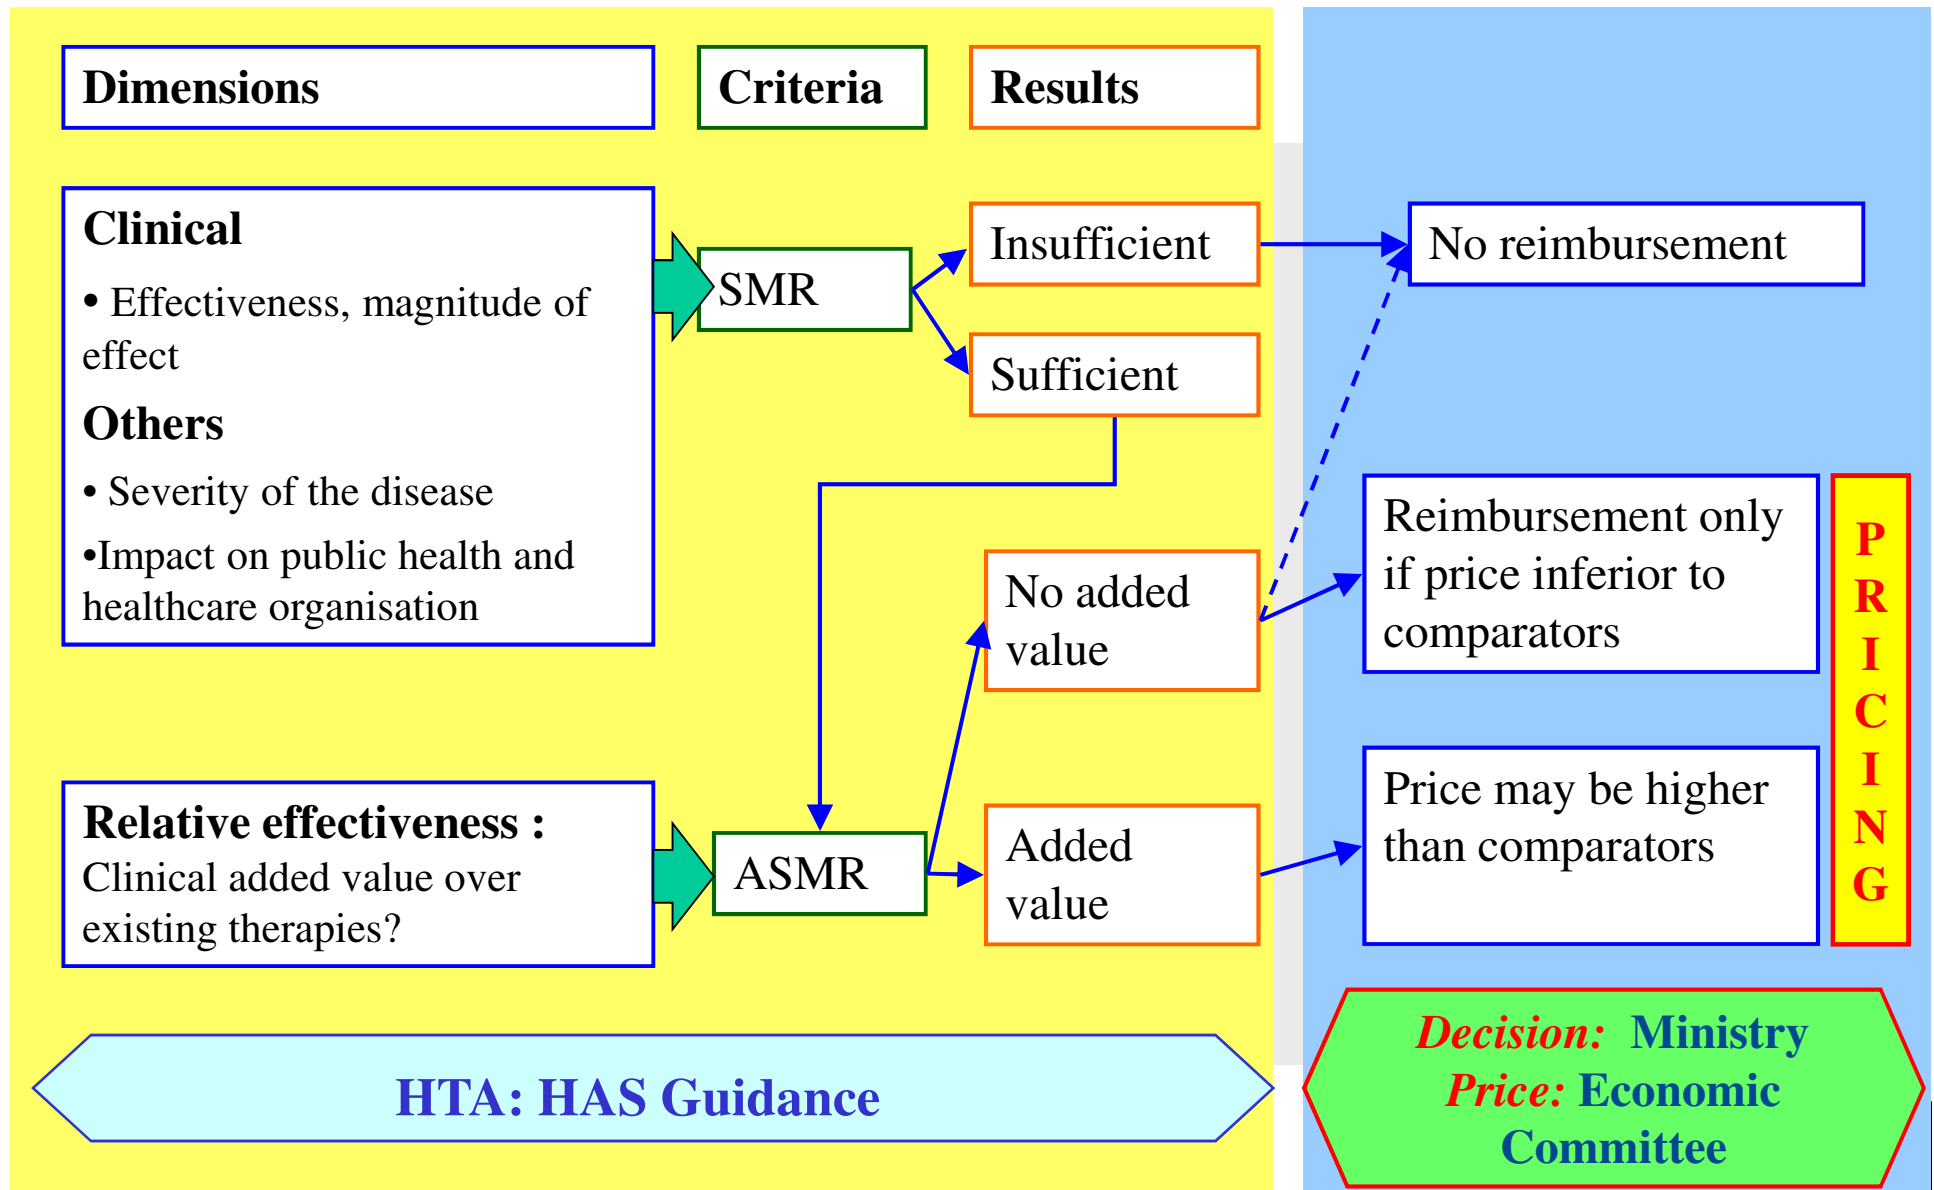 Dimensions
Criteria
Results
Clinical
• Effectiveness, magnitude of
effect
Others
• Severity of the disease
•Impact on public health and
healthcare organisation
SMR
Insufficient
Sufficient
No reimbursement
Reimbursement only
if price inferior to
comparators
No added
value
Relative effectiveness :
Clinical added value over
existing therapies?
ASMR
Added
value
Price may be higher
than comparators
P
R
I
C
I
N
G
HTA: HAS Guidance
Decision: Ministry
Price: Economic
Committee